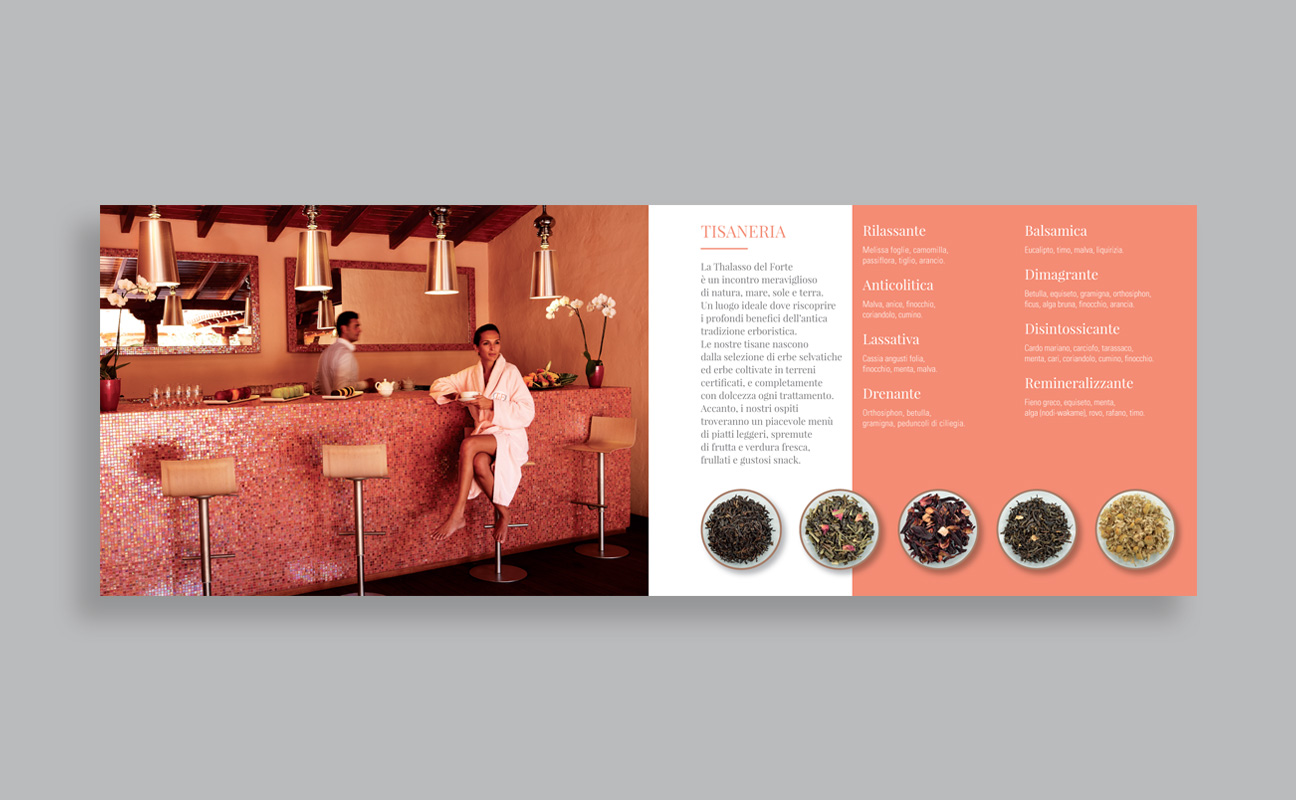 TISANERIA
La Thalasso del Forte
è un incontro meraviglioso
di natura, mare, sole e terra.
Un luogo ideale dove riscoprire
i profondi benefici dell'antica
tradizione erboristica.
Le nostre tisane nascono
dalla selezione di erbe selvatiche
ed erbe coltivate in terreni
certificati, e completamente
con dolcezza ogni trattamento.
Accanto, i nostri ospiti
troveranno un piacevole menù
di piatti leggeri, spremute
di frutta e verdura fresca,
frullati e gustosi snack.
Rilassante
Melissa foglie, camomilla,
passiflora, tiglio, arancio.
Anticolitica
Malva, anice, finocchio,
coriandolo, cumino.
Lassativa
Cassia angusti folia,
finocchio, menta, malva.
Drenante
Orthosiphon, betulla,
gramigna, peduncoli di ciliegia.
Balsamica
Eucalipto, timo, malva, liquirizia.
Dimagrante
Betulla, equiseto, gramigna, orthosiphon,
ficus, alga bruna, finocchio, arancia.
Disintossicante
Cardo mariano, carciofo, tarassaco,
menta, cari, coriandolo, cumino, finocchio.
Remineralizzante
Fieno greco, equiseto, menta,
alga (nodi-wakame), rovo, rafano, timo.